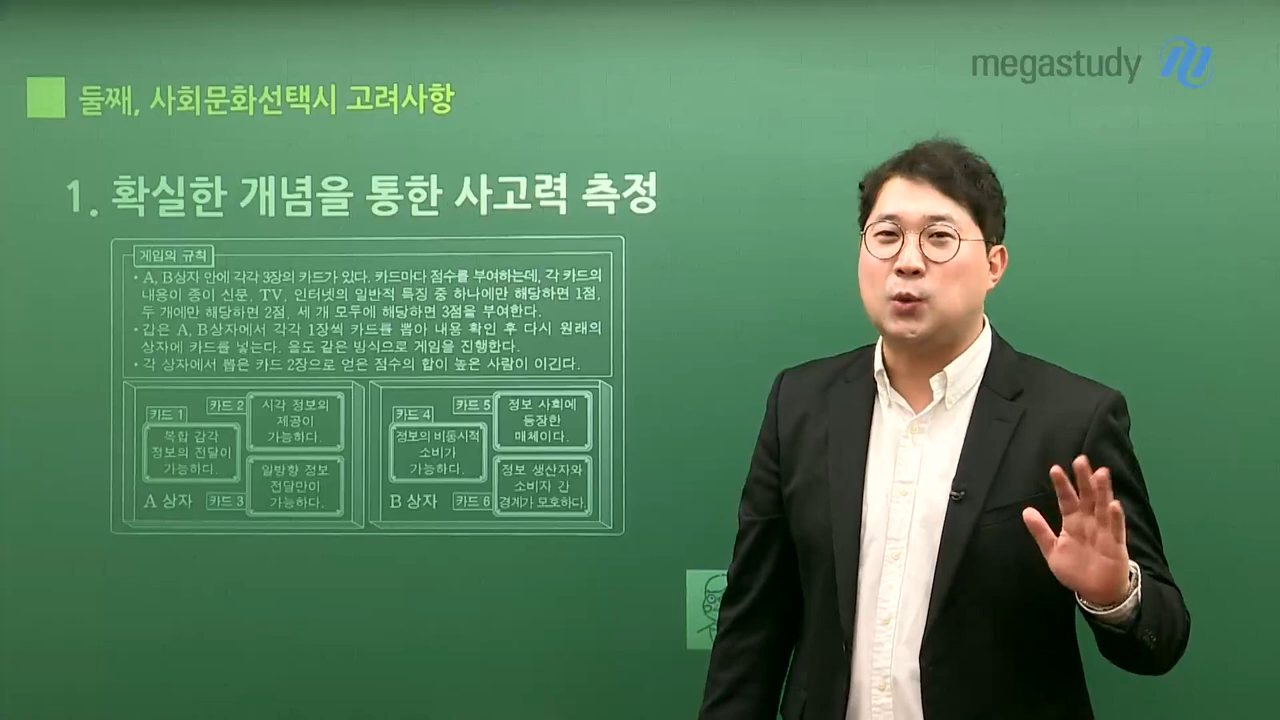 megastudy
둘째, 사회문화선택시 고려사항
1. 확실한 개념을 통한 사고력 측정
게임의 규칙
• A, B상자 안에 각각 3장의 카드가 있다. 카드마다 점수를 부여하는데, 각 카드의
내용이 종이 신문, TV, 인터넷의 일반적 특징 중 하나에만 해당하면 1점,
두 개에만 해당하면 2점, 세 개 모두에 해당하면 3점을 부여한다.
• 갑은 A, B상자에서 각각 1장씩 카드를 뽑아 내용 확인 후 다시 원래의
상자에 카드를 넣는다. 을도 같은 방식으로 게임을 진행한다.
• 각 상자에서 뽑은 카드 2장으로 얻은 점수의 합이 높은 사람이 이긴다.
카드 1
복합 감각
정보의 전달이
가능하다.
카드 2
시각 정보의
제공이
가능하다.
카드 3
일방향 정보
전달만이
가능하다.
A 상자
카드 4
정보의 비동시적
소비가
가능하다.
카드 5
정보 사회에
등장한
매체이다.
카드 6
정보 생산자와
소비자 간
경계가 모호하다.
B 상자